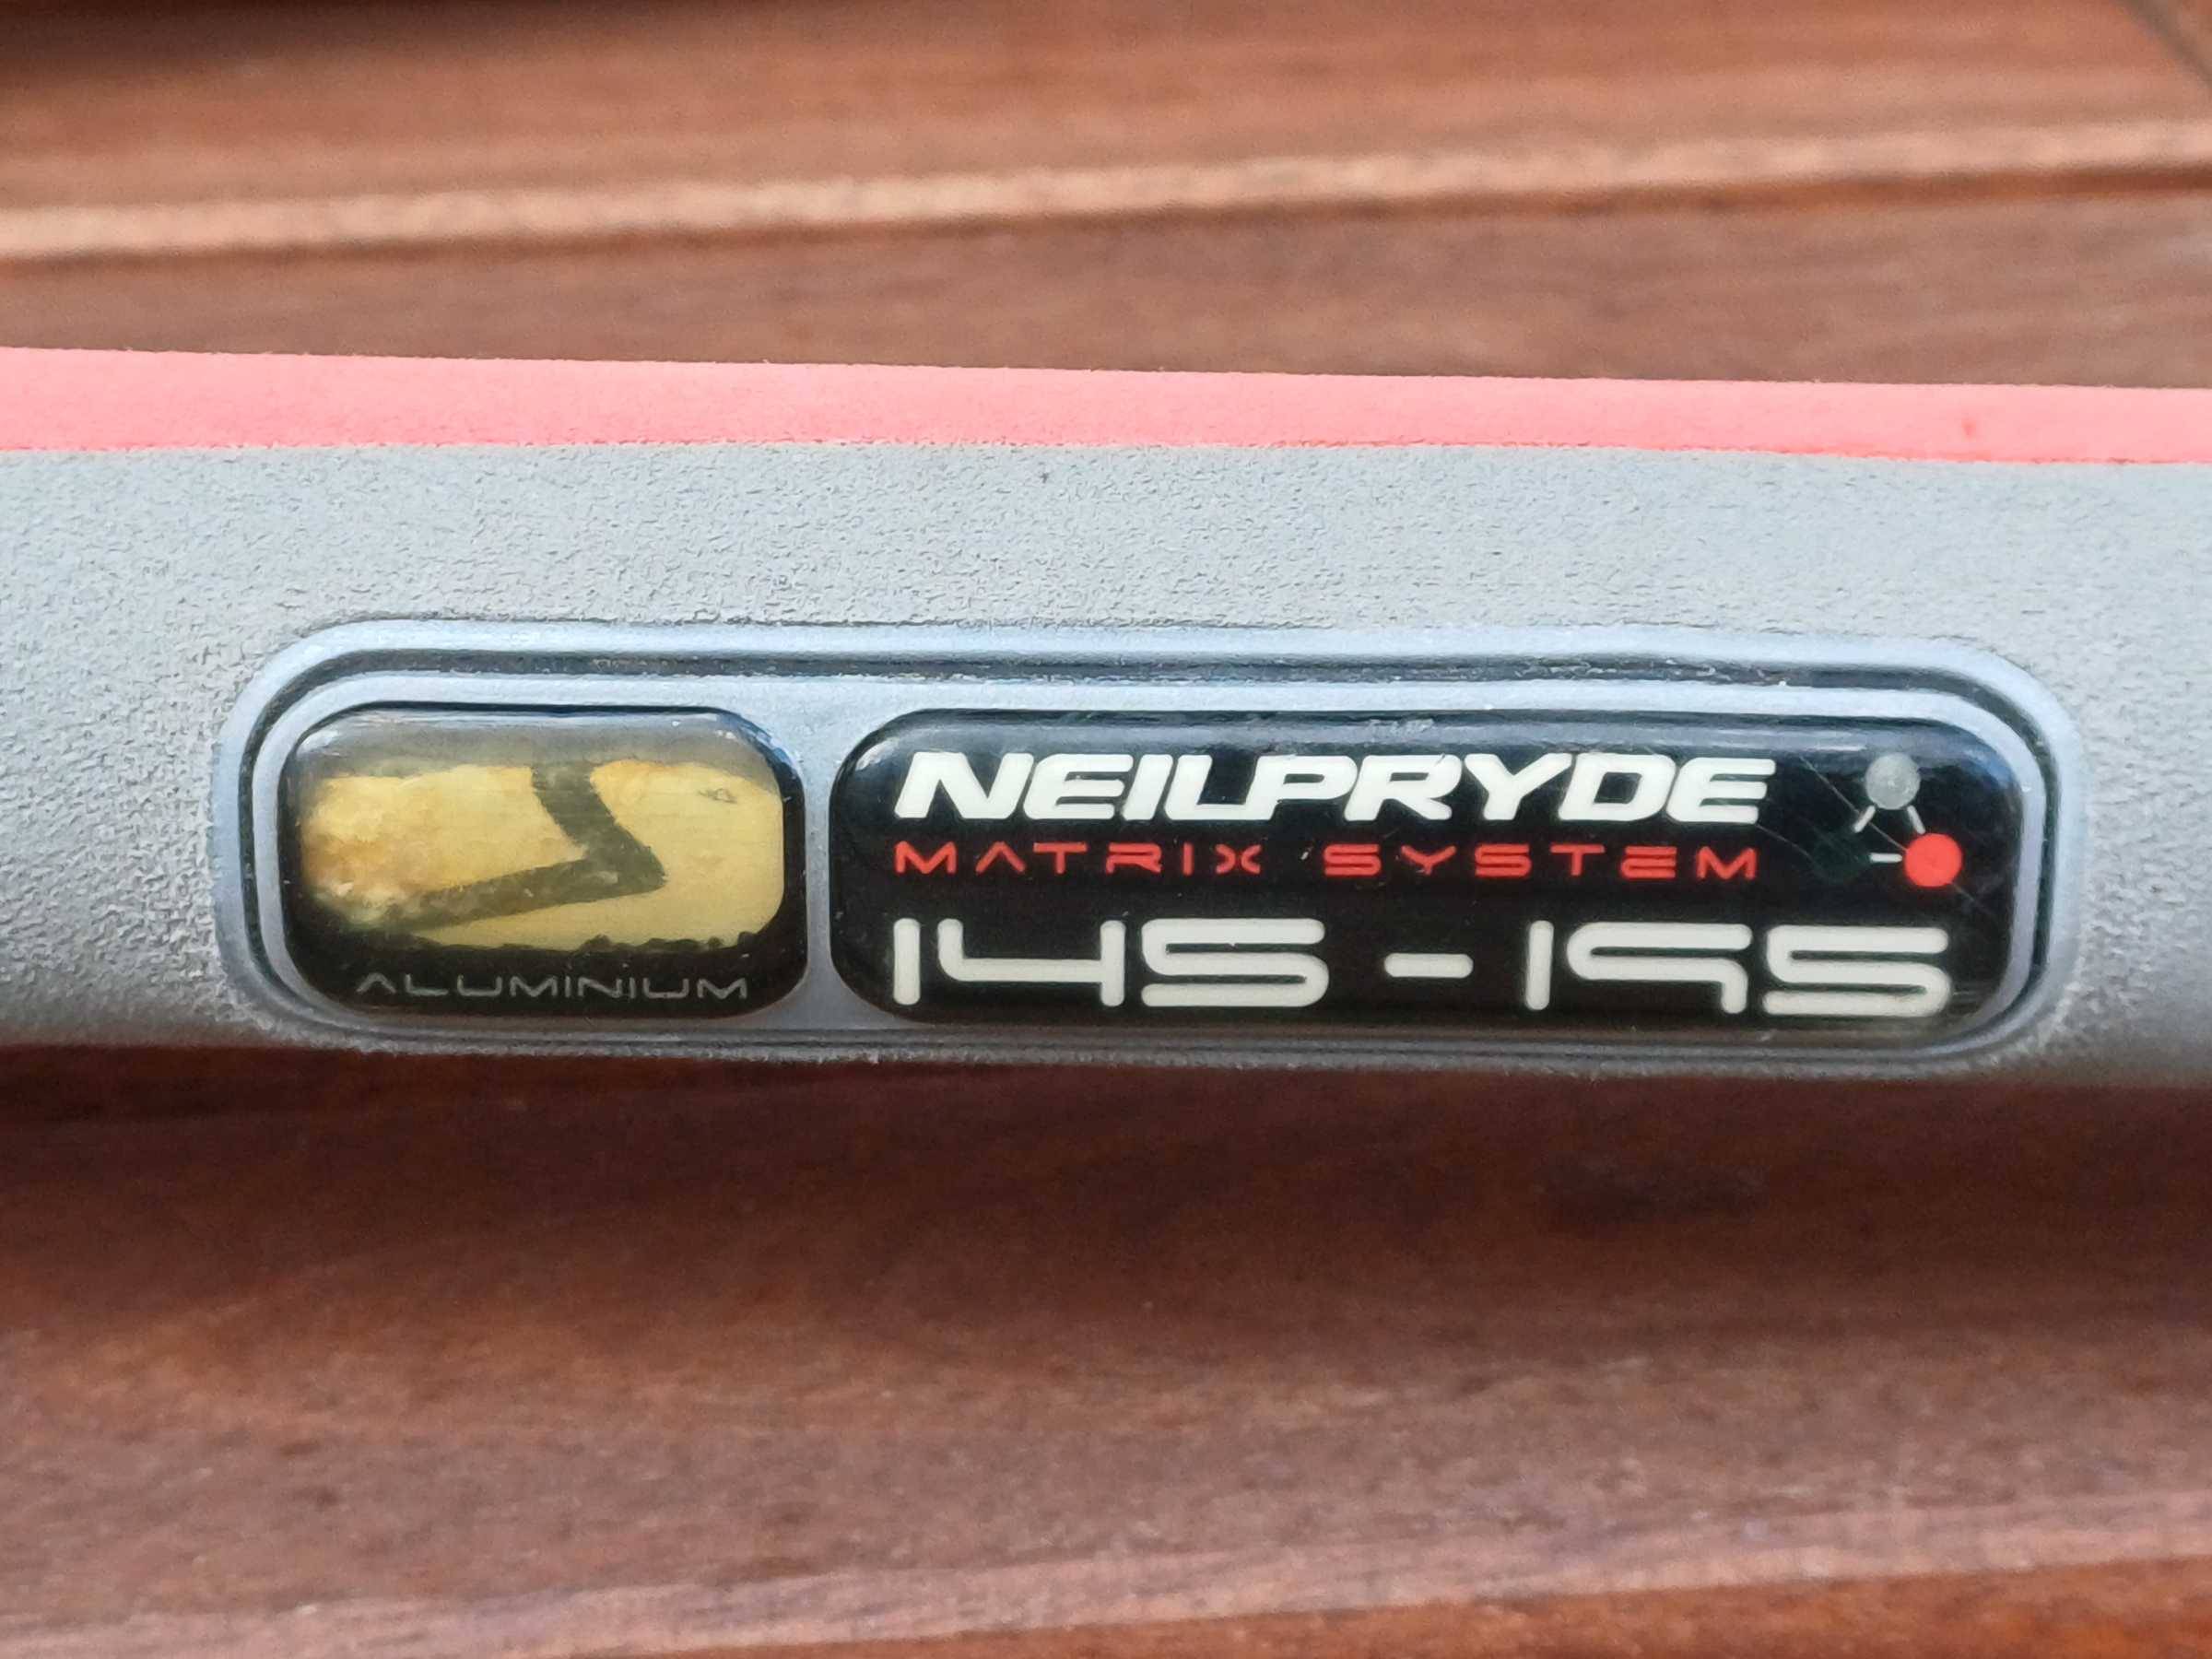 NEILPRYDE
MATRIX SYSTEM
145 - 195
ALUMINIUM